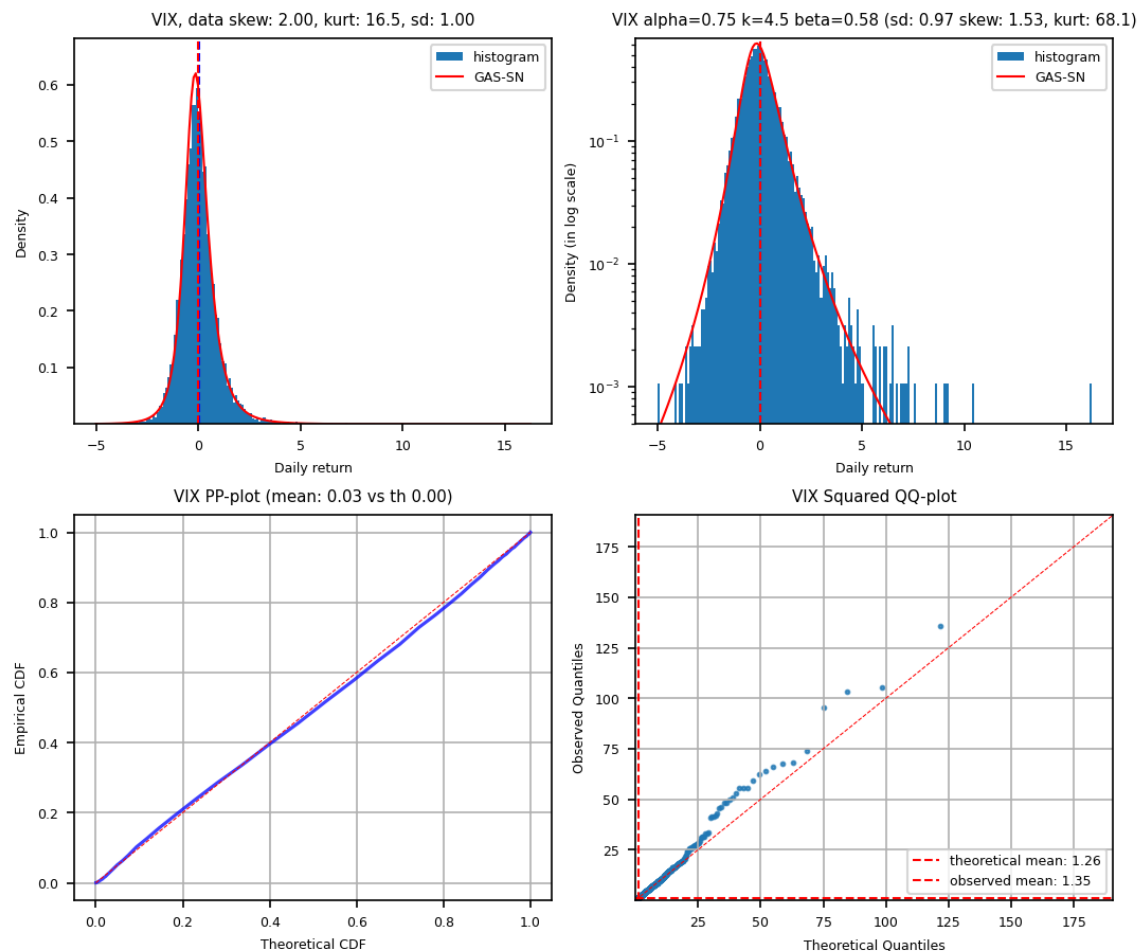 VIX, data skew: 2.00, kurt: 16.5, sd: 1.00
histogram
GAS-SN
Density
0.6
0.5
0.4
0.3
0.2
0.1
−5
0
5
10
15
Daily return
VIX alpha=0.75 k=4.5 beta=0.58 (sd: 0.97 skew: 1.53, kurt: 68.1)
histogram
GAS-SN
Density (in log scale)
10⁻¹
10⁻²
10⁻³
−5
0
5
10
15
Daily return
VIX PP-plot (mean: 0.03 vs th 0.00)
Empirical CDF
1.0
0.8
0.6
0.4
0.2
0.0
0.0
0.2
0.4
0.6
0.8
1.0
Theoretical CDF
VIX Squared QQ-plot
Observed Quantiles
175
150
125
100
75
50
25
theoretical mean: 1.26
observed mean: 1.35
25
50
75
100
125
150
175
Theoretical Quantiles